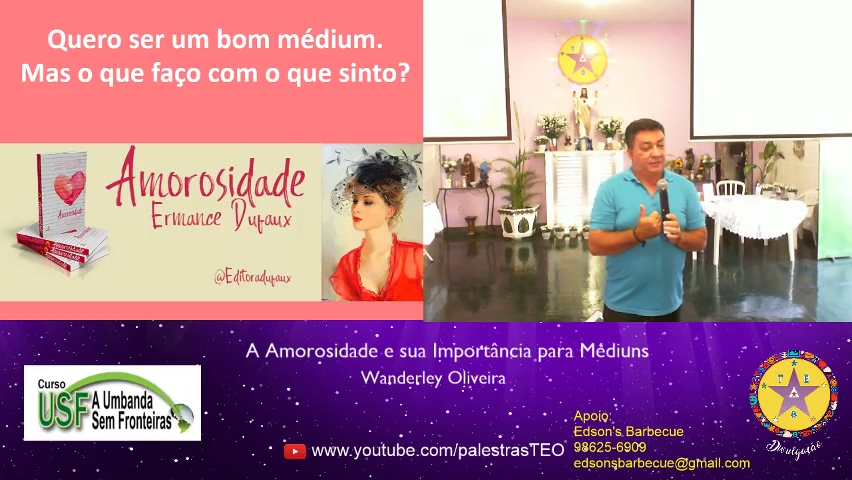 Quero ser um bom médium.
Mas o que faço com o que sinto?
Amorosidade
Ermance Dufaux
@Editoradufaux
Amorosidade
A Amorosidade e sua Importância para Médiuns
Wanderley Oliveira
Curso
USF
A Umbanda
Sem Fronteiras
www.youtube.com/palestrasTEO
Apoio:
Edson's Barbecue
98625-6909
edsonsbarbecue@gmail.com
T E
Divulgação